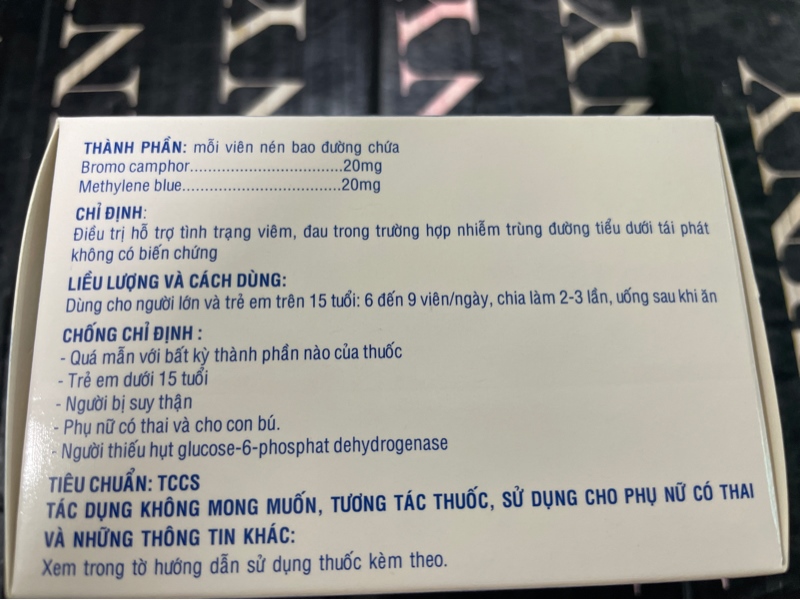 NY
NY
NY
NY
THÀNH PHẦN: mỗi viên nén bao đường chứa
Bromo camphor..................................20mg
Methylene blue...................................20mg
CHỈ ĐỊNH:
Điều trị hỗ trợ tình trạng viêm, đau trong trường hợp nhiễm trùng đường tiểu dưới tái phát
không có biến chứng
LIỀU LƯỢNG VÀ CÁCH DÙNG:
Dùng cho người lớn và trẻ em trên 15 tuổi: 6 đến 9 viên/ngày, chia làm 2-3 lần, uống sau khi ăn
CHỐNG CHỈ ĐỊNH :
- Quá mẫn với bất kỳ thành phần nào của thuốc
- Trẻ em dưới 15 tuổi
- Người bị suy thận
- Phụ nữ có thai và cho con bú.
- Người thiếu hụt glucose-6-phosphat dehydrogenase
TIÊU CHUẨN: TCCS
TÁC DỤNG KHÔNG MONG MUỐN, TƯƠNG TÁC THUỐC, SỬ DỤNG CHO PHỤ NỮ CÓ THAI
VÀ NHỮNG THÔNG TIN KHÁC:
Xem trong tờ hướng dẫn sử dụng thuốc kèm theo.